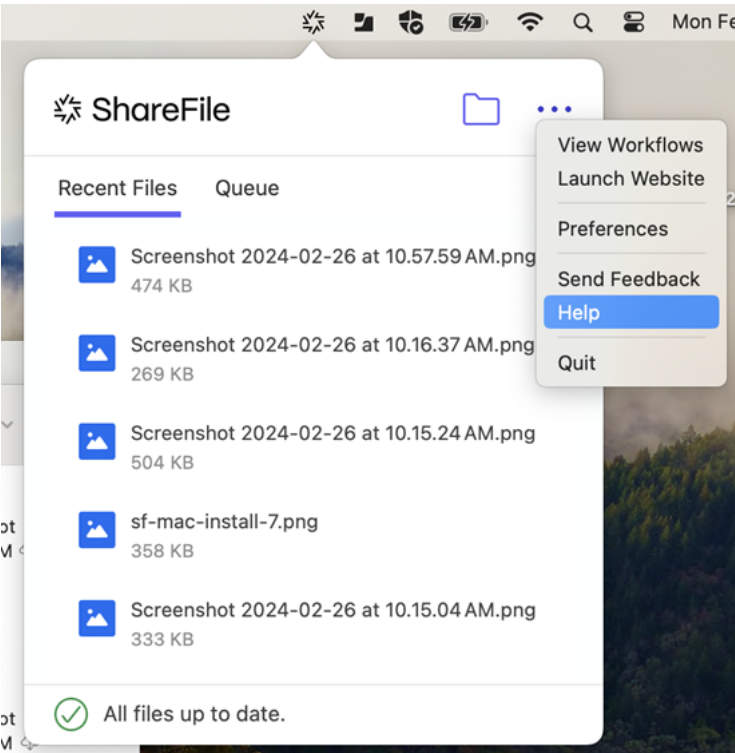 Mon Fe
ShareFile
View Workflows
Launch Website
Preferences
Send Feedback
Help
Quit
Recent Files
Queue
Screenshot 2024-02-26 at 10.57.59 AM.png
474 KB
Screenshot 2024-02-26 at 10.16.37 AM.png
269 KB
Screenshot 2024-02-26 at 10.15.24 AM.png
504 KB
sf-mac-install-7.png
358 KB
Screenshot 2024-02-26 at 10.15.04 AM.png
333 KB
All files up to date.
ot
M
ot
M
2